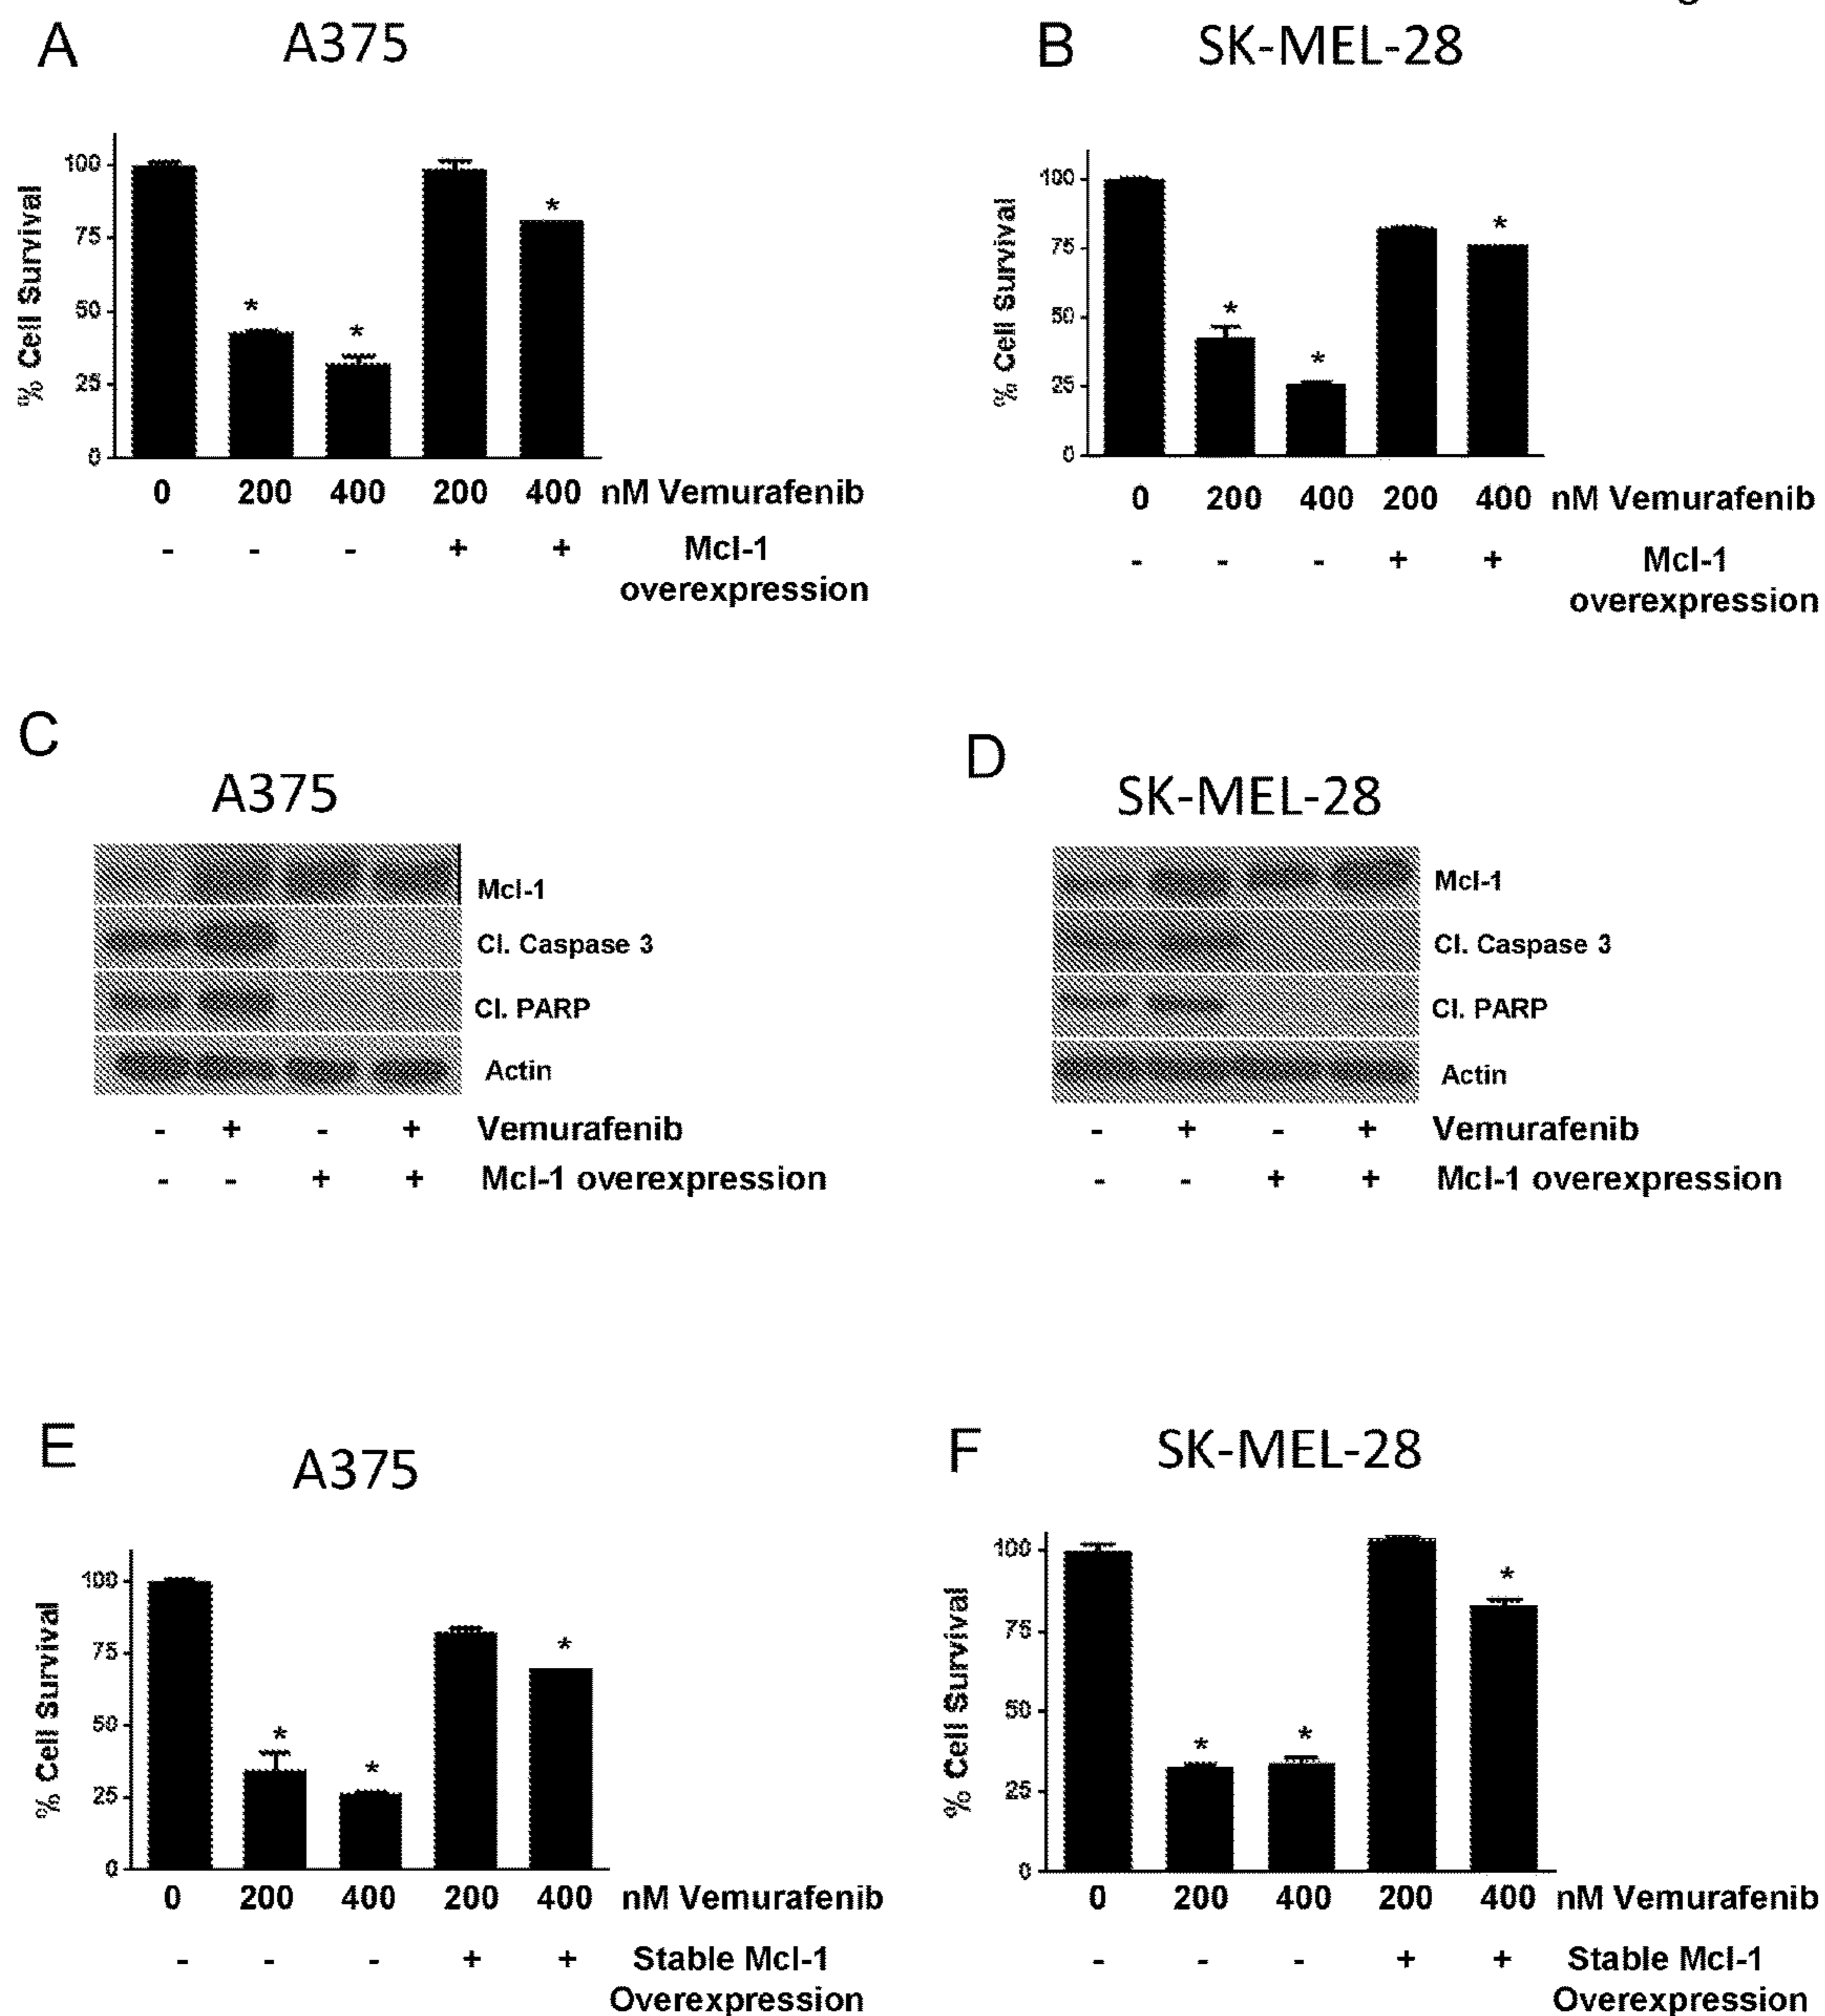 A
A375
% Cell Survival
100
75
50
25
0
0 200 400 200 400 nM Vemurafenib
- - - + + Mcl-1
overexpression
B
SK-MEL-28
% Cell Survival
100
75
50
25
0
* * *
0 200 400 200 400 nM Vemurafenib
- - - + + Mcl-1
overexpression
C
A375
Mcl-1
Cl. Caspase 3
Cl. PARP
Actin
- + - + Vemurafenib
- - + + Mcl-1 overexpression
D
SK-MEL-28
Mcl-1
Cl. Caspase 3
Cl. PARP
Actin
- + - + Vemurafenib
- - + + Mcl-1 overexpression
E
A375
% Cell Survival
100
75
50
25
0
* * *
0 200 400 200 400 nM Vemurafenib
- - - + + Stable Mcl-1
Overexpression
F
SK-MEL-28
% Cell Survival
100
75
50
25
0
* * *
0 200 400 200 400 nM Vemurafenib
- - - + + Stable Mcl-1
Overexpression